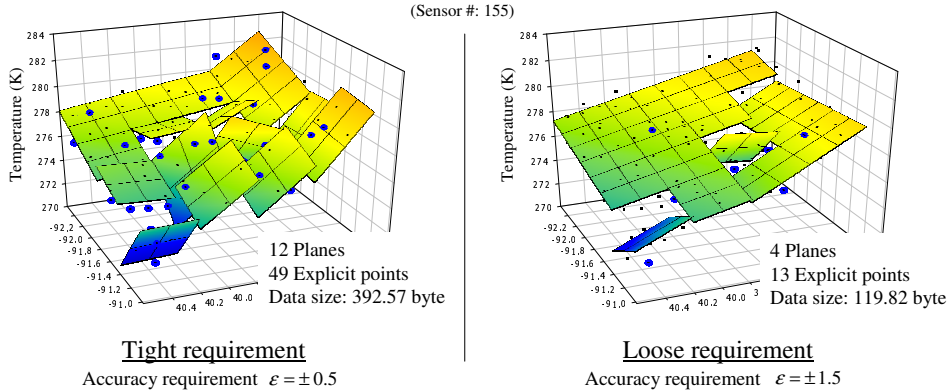 (Sensor #: 155)
Temperature (K)
284
282
280
278
276
274
272
270
-92.2
-92.0
-91.8
-91.6
-91.4
-91.2
-91.0
40.4
40.2
40.0
12 Planes
49 Explicit points
Data size: 392.57 byte
Tight requirement
Accuracy requirement ε = ± 0.5
Temperature (K)
284
282
280
278
276
274
272
270
-92.2
-92.0
-91.8
-91.6
-91.4
-91.2
-91.0
40.4
40.2
40.0
3
4 Planes
13 Explicit points
Data size: 119.82 byte
Loose requirement
Accuracy requirement ε = ± 1.5